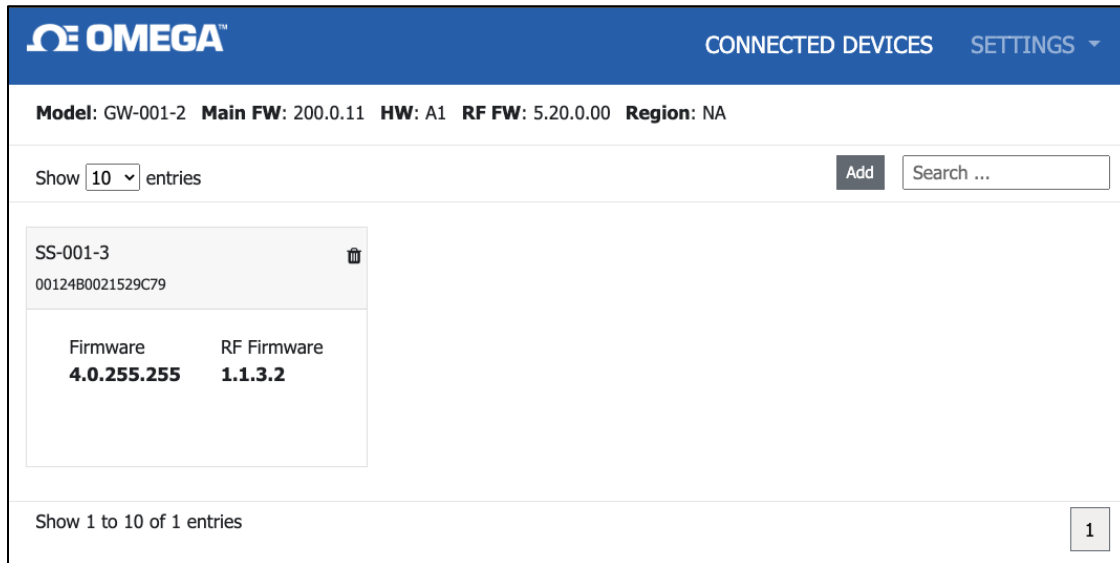 OMEGA™
CONNECTED DEVICES SETTINGS
Model: GW-001-2 Main FW: 200.0.11 HW: A1 RF FW: 5.20.0.00 Region: NA
Show 10 entries Add Search ...
SS-001-3
00124B0021529C79
Firmware RF Firmware
4.0.255.255 1.1.3.2
Show 1 to 10 of 1 entries 1